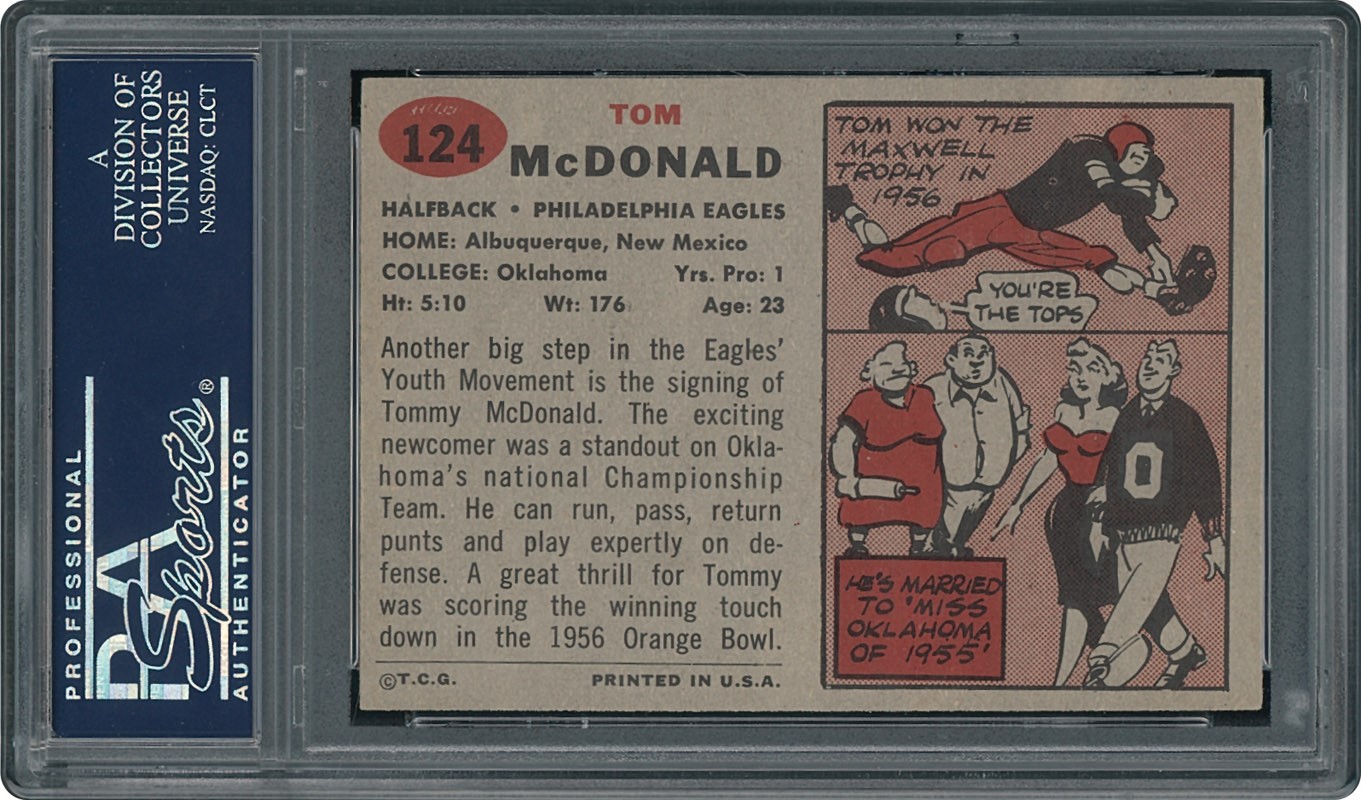 A
DIVISION OF
COLLECTORS
UNIVERSE
NASDAQ: CLCT
PROFESSIONAL
PSA
Sports®
AUTHENTICATOR
124
TOM
McDONALD
HALFBACK • PHILADELPHIA EAGLES
HOME: Albuquerque, New Mexico
COLLEGE: Oklahoma Yrs. Pro: 1
Ht: 5:10 Wt: 176 Age: 23
Another big step in the Eagles'
Youth Movement is the signing of
Tommy McDonald. The exciting
newcomer was a standout on Okla-
homa's national Championship
Team. He can run, pass, return
punts and play expertly on de-
fense. A great thrill for Tommy
was scoring the winning touch
down in the 1956 Orange Bowl.
©T.C.G. PRINTED IN U.S.A.
TOM WON THE
MAXWELL
TROPHY IN
1956
YOU'RE
THE TOPS
O
HE'S MARRIED
TO 'MISS
OKLAHOMA
OF 1955'